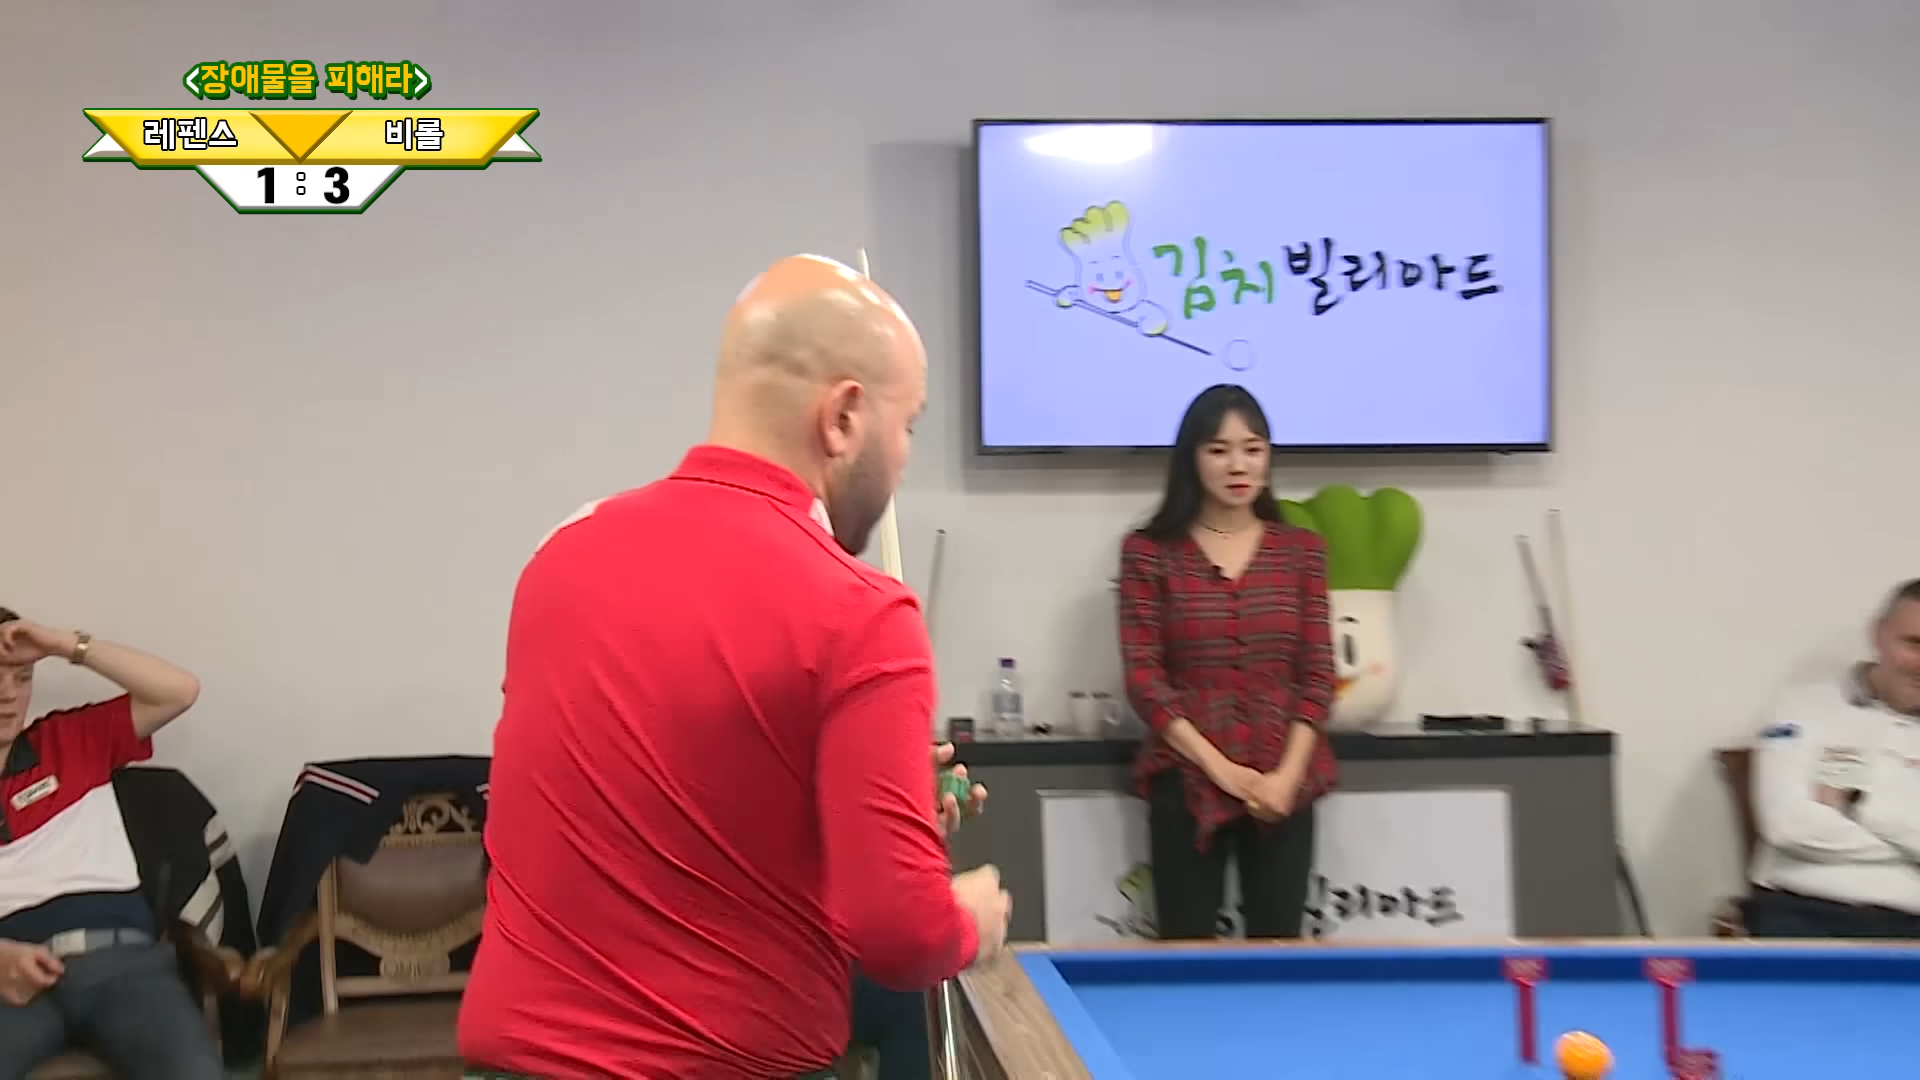 <장애물을 피해라>
레펜스 비롤
1 : 3
김치빌리아드
빌리아드